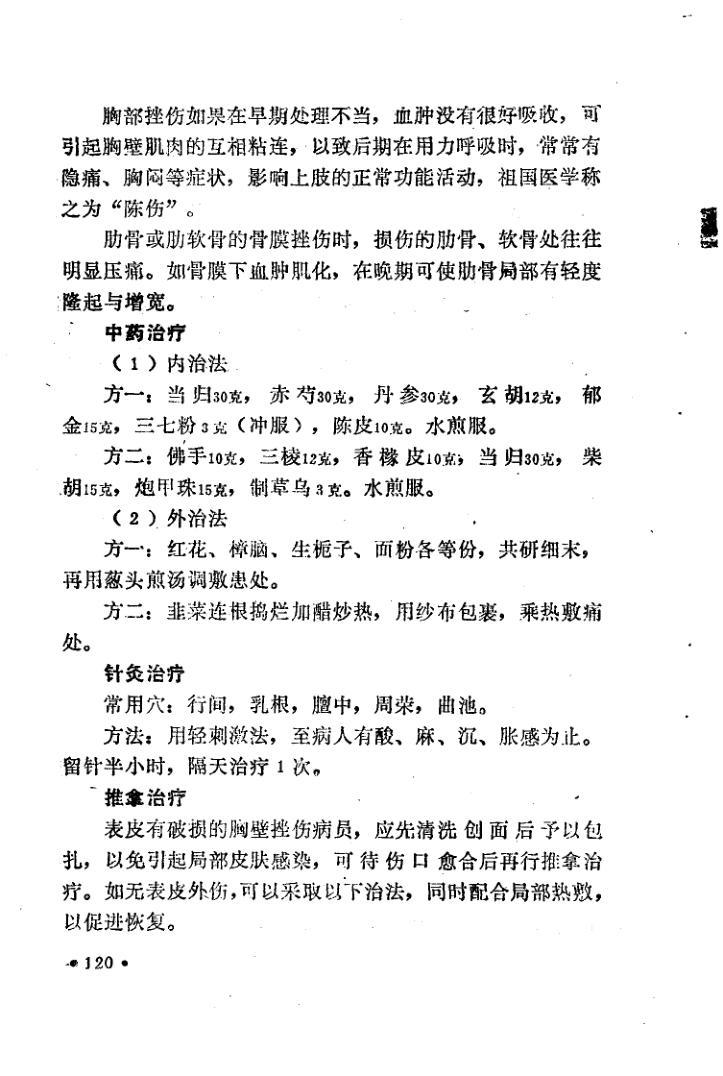 胸部挫伤如果在早期处理不当，血肿没有很好吸收，可
引起胸壁肌肉的互相粘连，以致后期在用力呼吸时，常常有
隐痛、胸闷等症状，影响上肢的正常功能活动，祖国医学称
之为“陈伤”。
肋骨或肋软骨的骨膜挫伤时，损伤的肋骨、软骨处往往
明显压痛。如骨膜下血肿肌化，在晚期可使肋骨局部有轻度
隆起与增宽。
中药治疗
（1）内治法
方一：当归30克，赤芍30克，丹参30克，玄胡12克，郁
金15克，三七粉3克（冲服），陈皮10克。水煎服。
方二：佛手10克，三棱12克，香橼皮10克，当归30克，柴
胡15克，炮甲珠15克，制草乌3克。水煎服。
（2）外治法
方一：红花、樟脑、生栀子、面粉各等份，共研细末，
再用葱头煎汤调敷患处。
方二：韭菜连根捣烂加醋炒热，用纱布包裹，乘热敷痛
处。
针灸治疗
常用穴：行间，乳根，膻中，周荣，曲池。
方法：用轻刺激法，至病人有酸、麻、沉、胀感为止。
留针半小时，隔天治疗1次。
推拿治疗
表皮有破损的胸壁挫伤病员，应先清洗创面后予以包
扎，以免引起局部皮肤感染，可待伤口愈合后再行推拿治
疗。如无表皮外伤，可以采取以下治法，同时配合局部热敷，
以促进恢复。
•120•